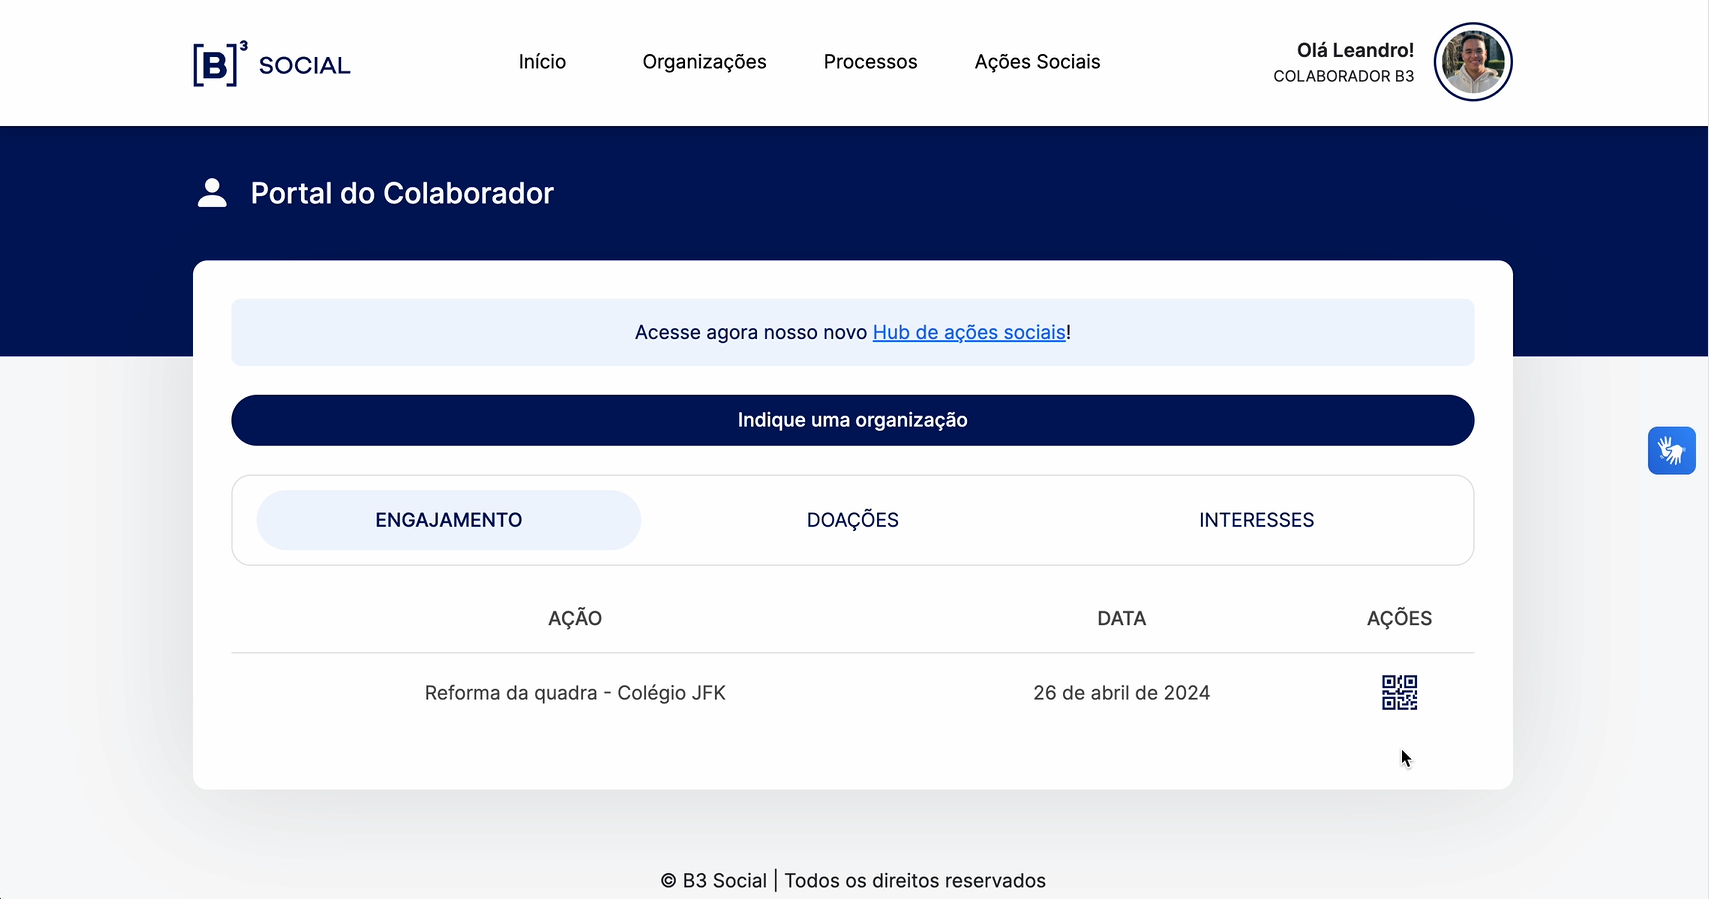 [B]³ SOCIAL
Início
Organizações
Processos
Ações Sociais
Olá Leandro!
COLABORADOR B3
Portal do Colaborador
Acesse agora nosso novo Hub de ações sociais!
Indique uma organização
ENGAJAMENTO
DOAÇÕES
INTERESSES
AÇÃO
DATA
AÇÕES
Reforma da quadra - Colégio JFK
26 de abril de 2024
© B3 Social | Todos os direitos reservados